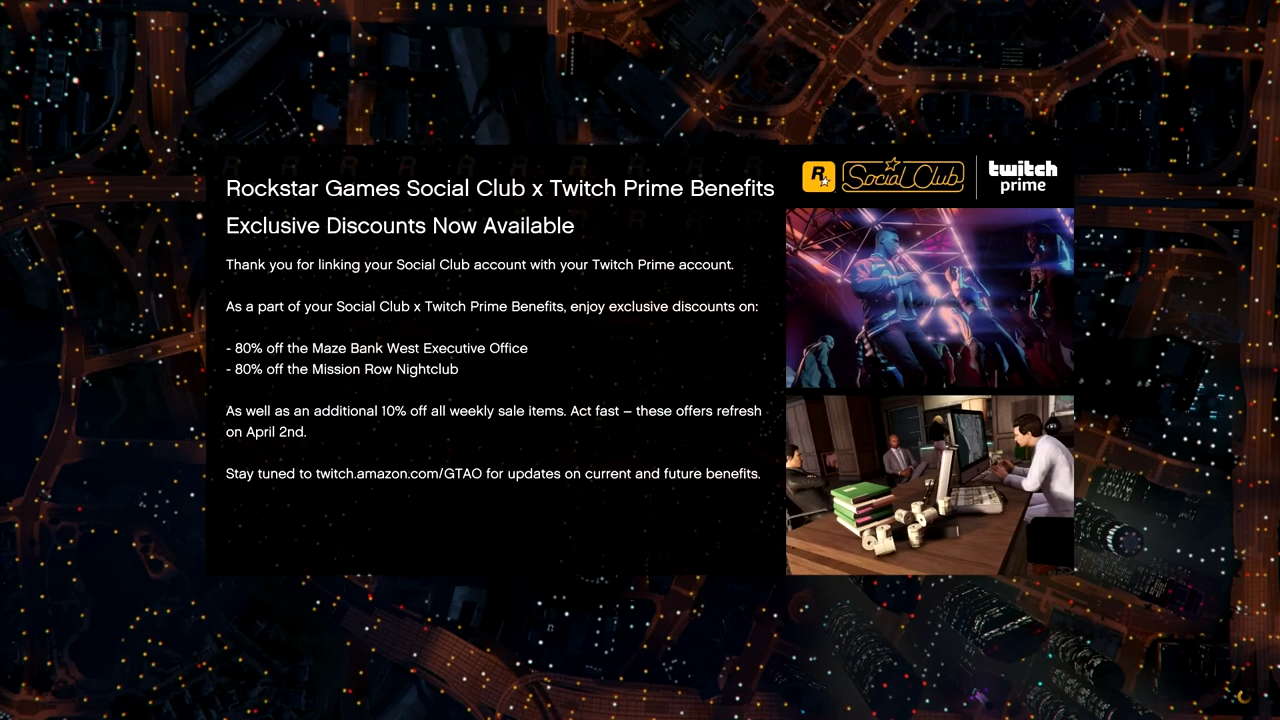 Rockstar Games Social Club x Twitch Prime Benefits
Exclusive Discounts Now Available
Thank you for linking your Social Club account with your Twitch Prime account.
As a part of your Social Club x Twitch Prime Benefits, enjoy exclusive discounts on:
- 80% off the Maze Bank West Executive Office
- 80% off the Mission Row Nightclub
As well as an additional 10% off all weekly sale items. Act fast – these offers refresh
on April 2nd.
Stay tuned to twitch.amazon.com/GTAO for updates on current and future benefits.
R Social Club
twitch
prime